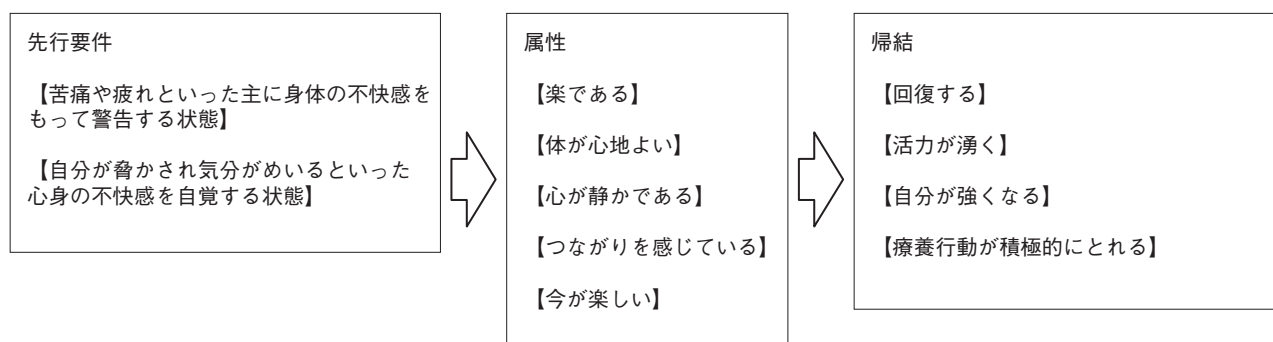 先行要件
【苦痛や疲れといった主に身体の不快感を
もって警告する状態】
【自分が脅かされ気分がめいるといった
心身の不快感を自覚する状態】
属性
【楽である】
【体が心地よい】
【心が静かである】
【つながりを感じている】
【今が楽しい】
帰結
【回復する】
【活力が湧く】
【自分が強くなる】
【療養行動が積極的にとれる】